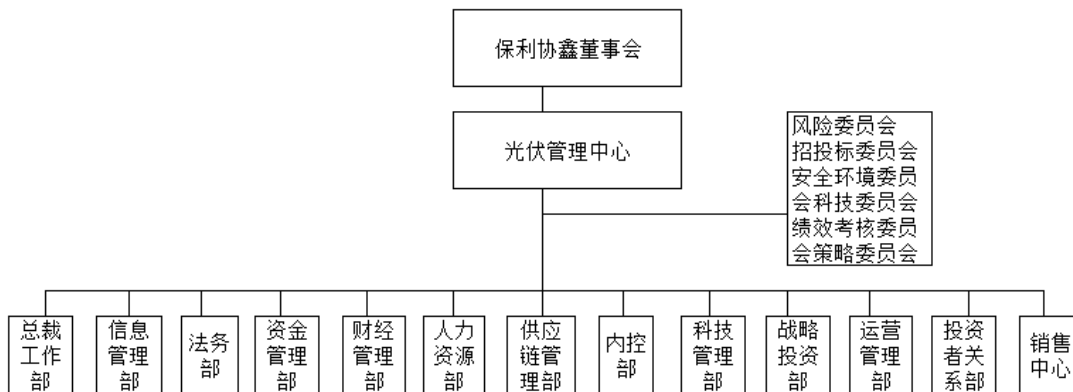 保利协鑫董事会
光伏管理中心
风险委员会
招投标委员会
安全环境委员
会科技委员会
绩效考核委员
会策略委员会
总裁
工作
部
信息
管理
部
法务
部
资金
管理
部
财经
管理
部
人力
资源
部
供应
链管
理部
内控
部
科技
管理
部
战略
投资
部
运营
管理
部
投资
者关
系部
销售
中心